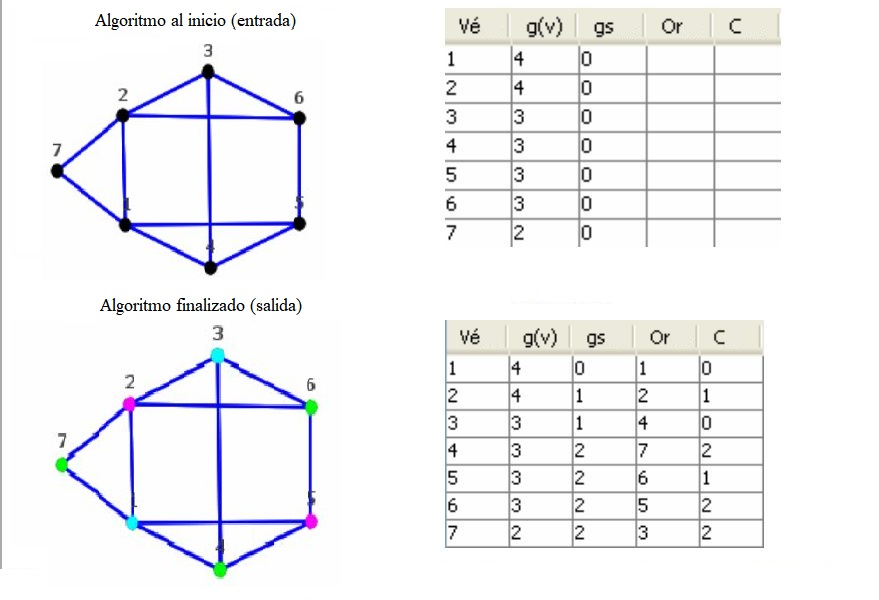 Algoritmo al inicio (entrada)
3
2
6
7
1
5
4
Vé g(v) gs Or C
1 4 0
2 4 0
3 3 0
4 3 0
5 3 0
6 3 0
7 2 0
Algoritmo finalizado (salida)
3
2
6
7
1
5
4
Vé g(v) gs Or C
1 4 0 1 0
2 4 1 2 1
3 3 1 4 0
4 3 2 7 2
5 3 2 6 1
6 3 2 5 2
7 2 2 3 2